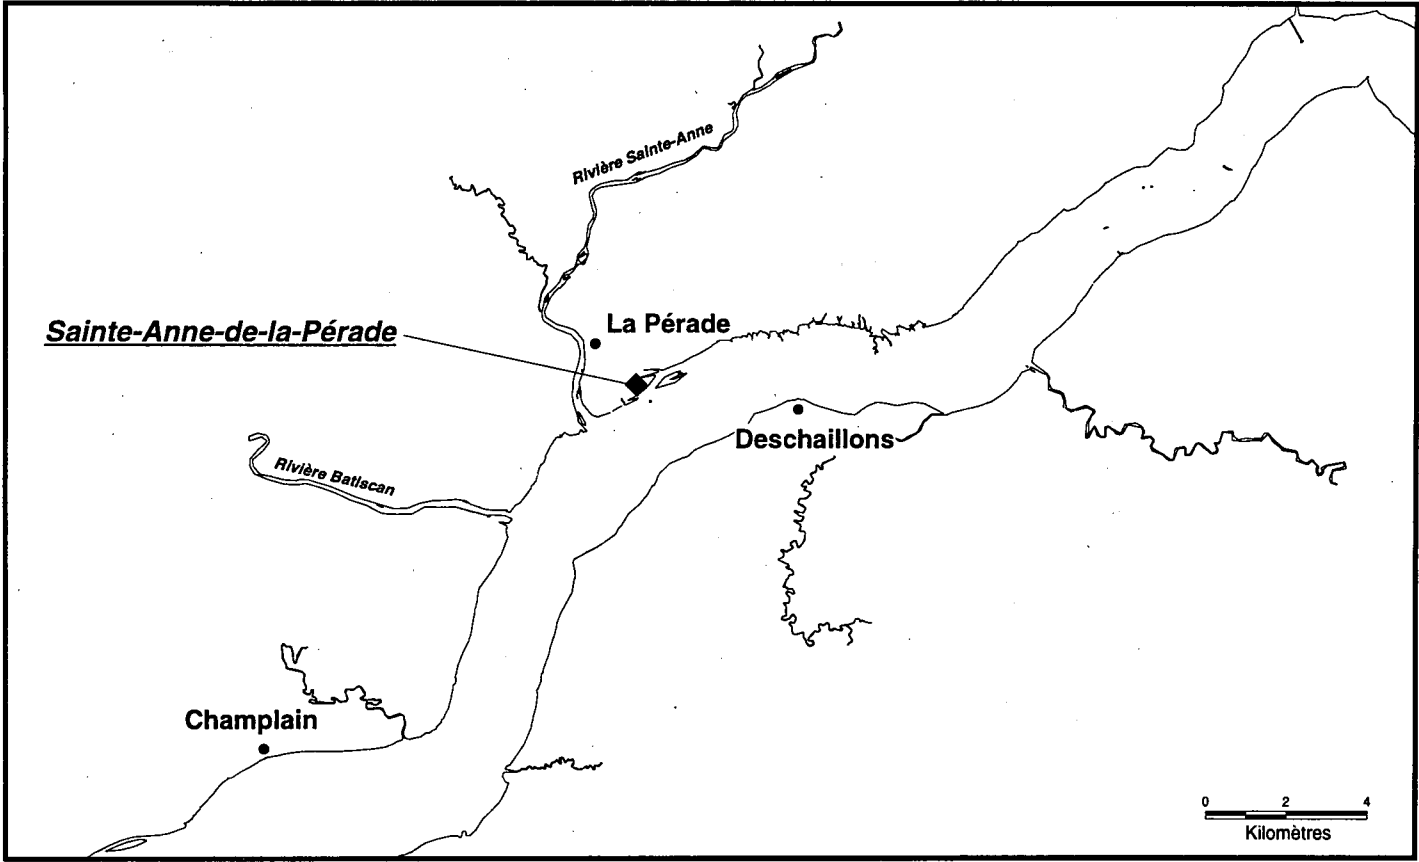 Rivière Sainte-Anne
Sainte-Anne-de-la-Pérade
La Pérade
Deschaillons
Rivière Batiscan
Champlain
0 2 4
Kilomètres